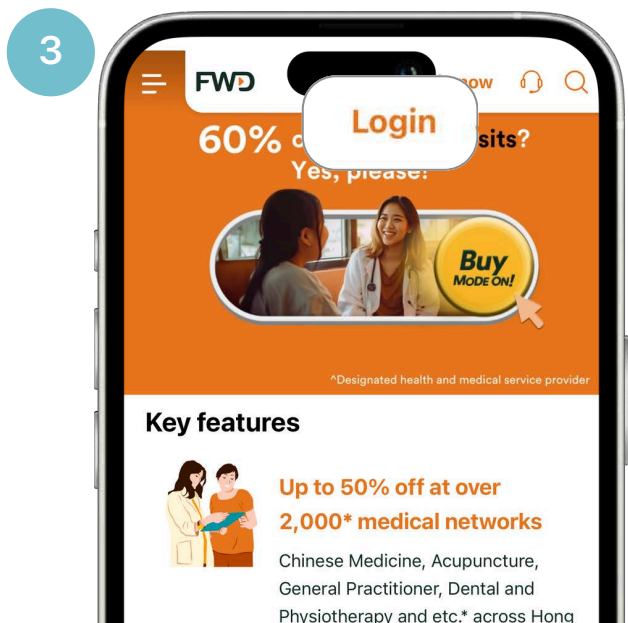 3
FWD
now
Login
60%
sits?
Yes, please!
Buy
MODE ON!
^Designated health and medical service provider
Key features
Up to 50% off at over
2,000* medical networks
Chinese Medicine, Acupuncture,
General Practitioner, Dental and
Physiotherapy and etc.* across Hong